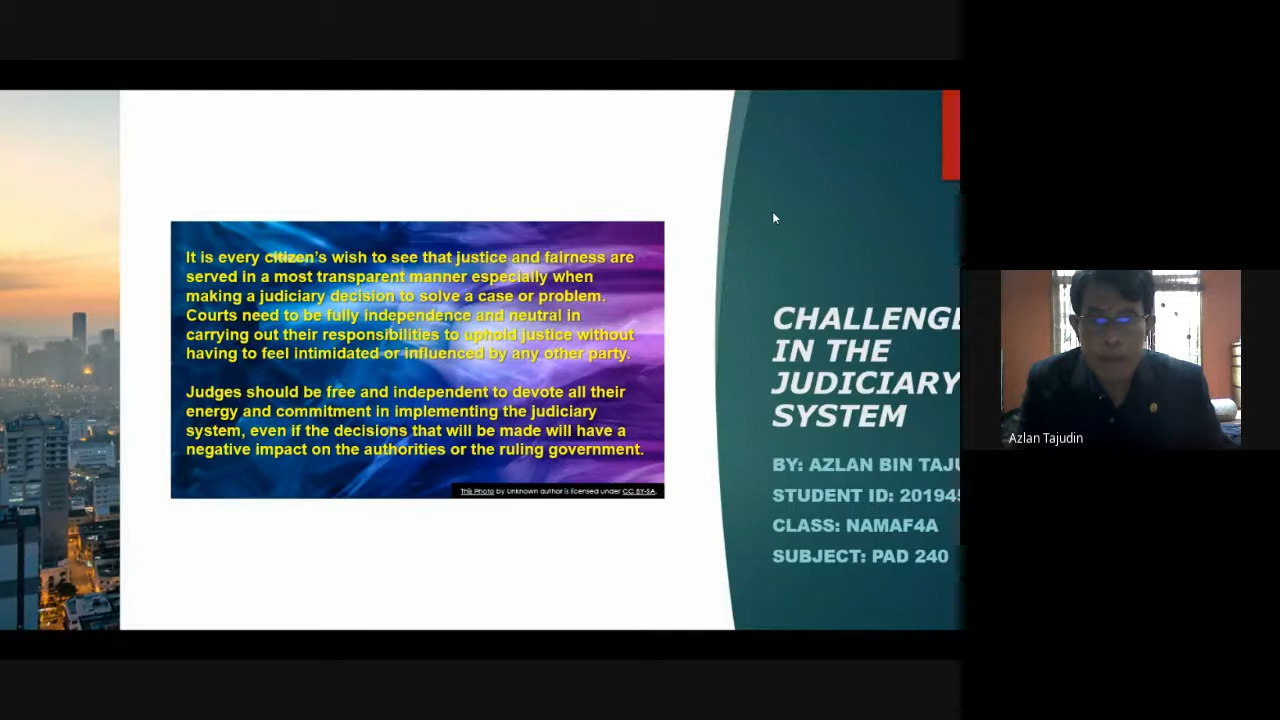 It is every citizen's wish to see that justice and fairness are
served in a most transparent manner especially when
making a judiciary decision to solve a case or problem.
Courts need to be fully independence and neutral in
carrying out their responsibilities to uphold justice without
having to feel intimidated or influenced by any other party.
Judges should be free and independent to devote all their
energy and commitment in implementing the judiciary
system, even if the decisions that will be made will have a
negative impact on the authorities or the ruling government.
This Photo by Unknown author is licensed under CC BY-SA.
CHALLENGE
IN THE
JUDICIARY
SYSTEM
BY: AZLAN BIN TAJU
STUDENT ID: 201945
CLASS: NAMAF4A
SUBJECT: PAD 240
Azlan Tajudin